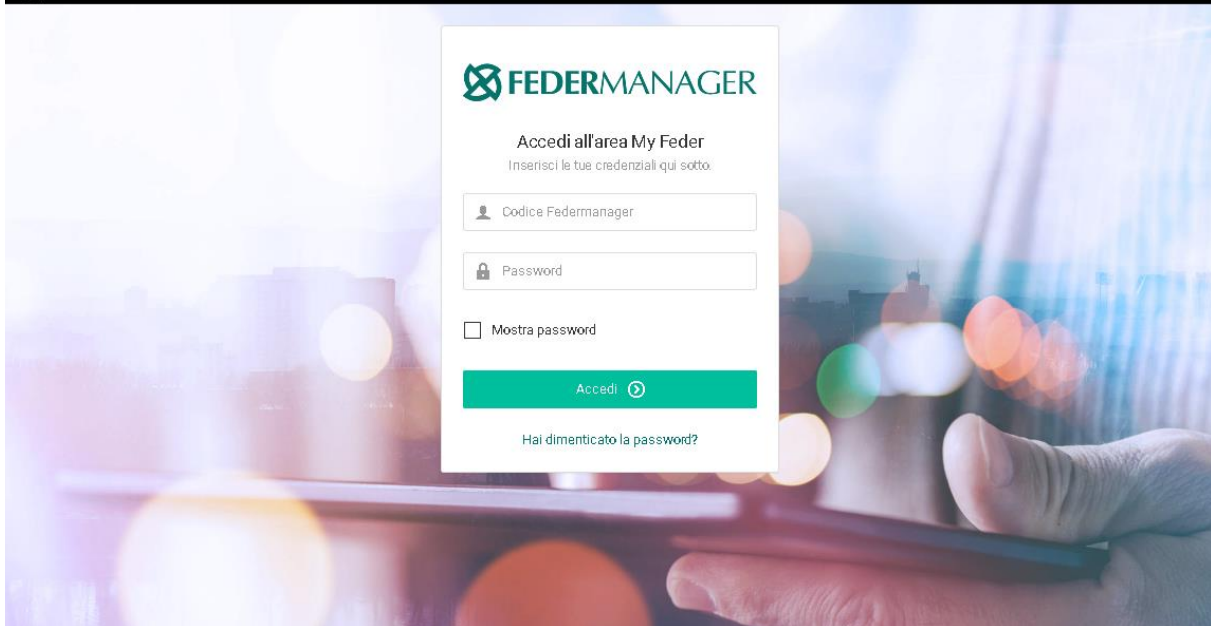 FEDERMANAGER
Accedi all'area My Feder
Inserisci le tue credenziali qui sotto.
Codice Federmanager
Password
Mostra password
Accedi
Hai dimenticato la password?